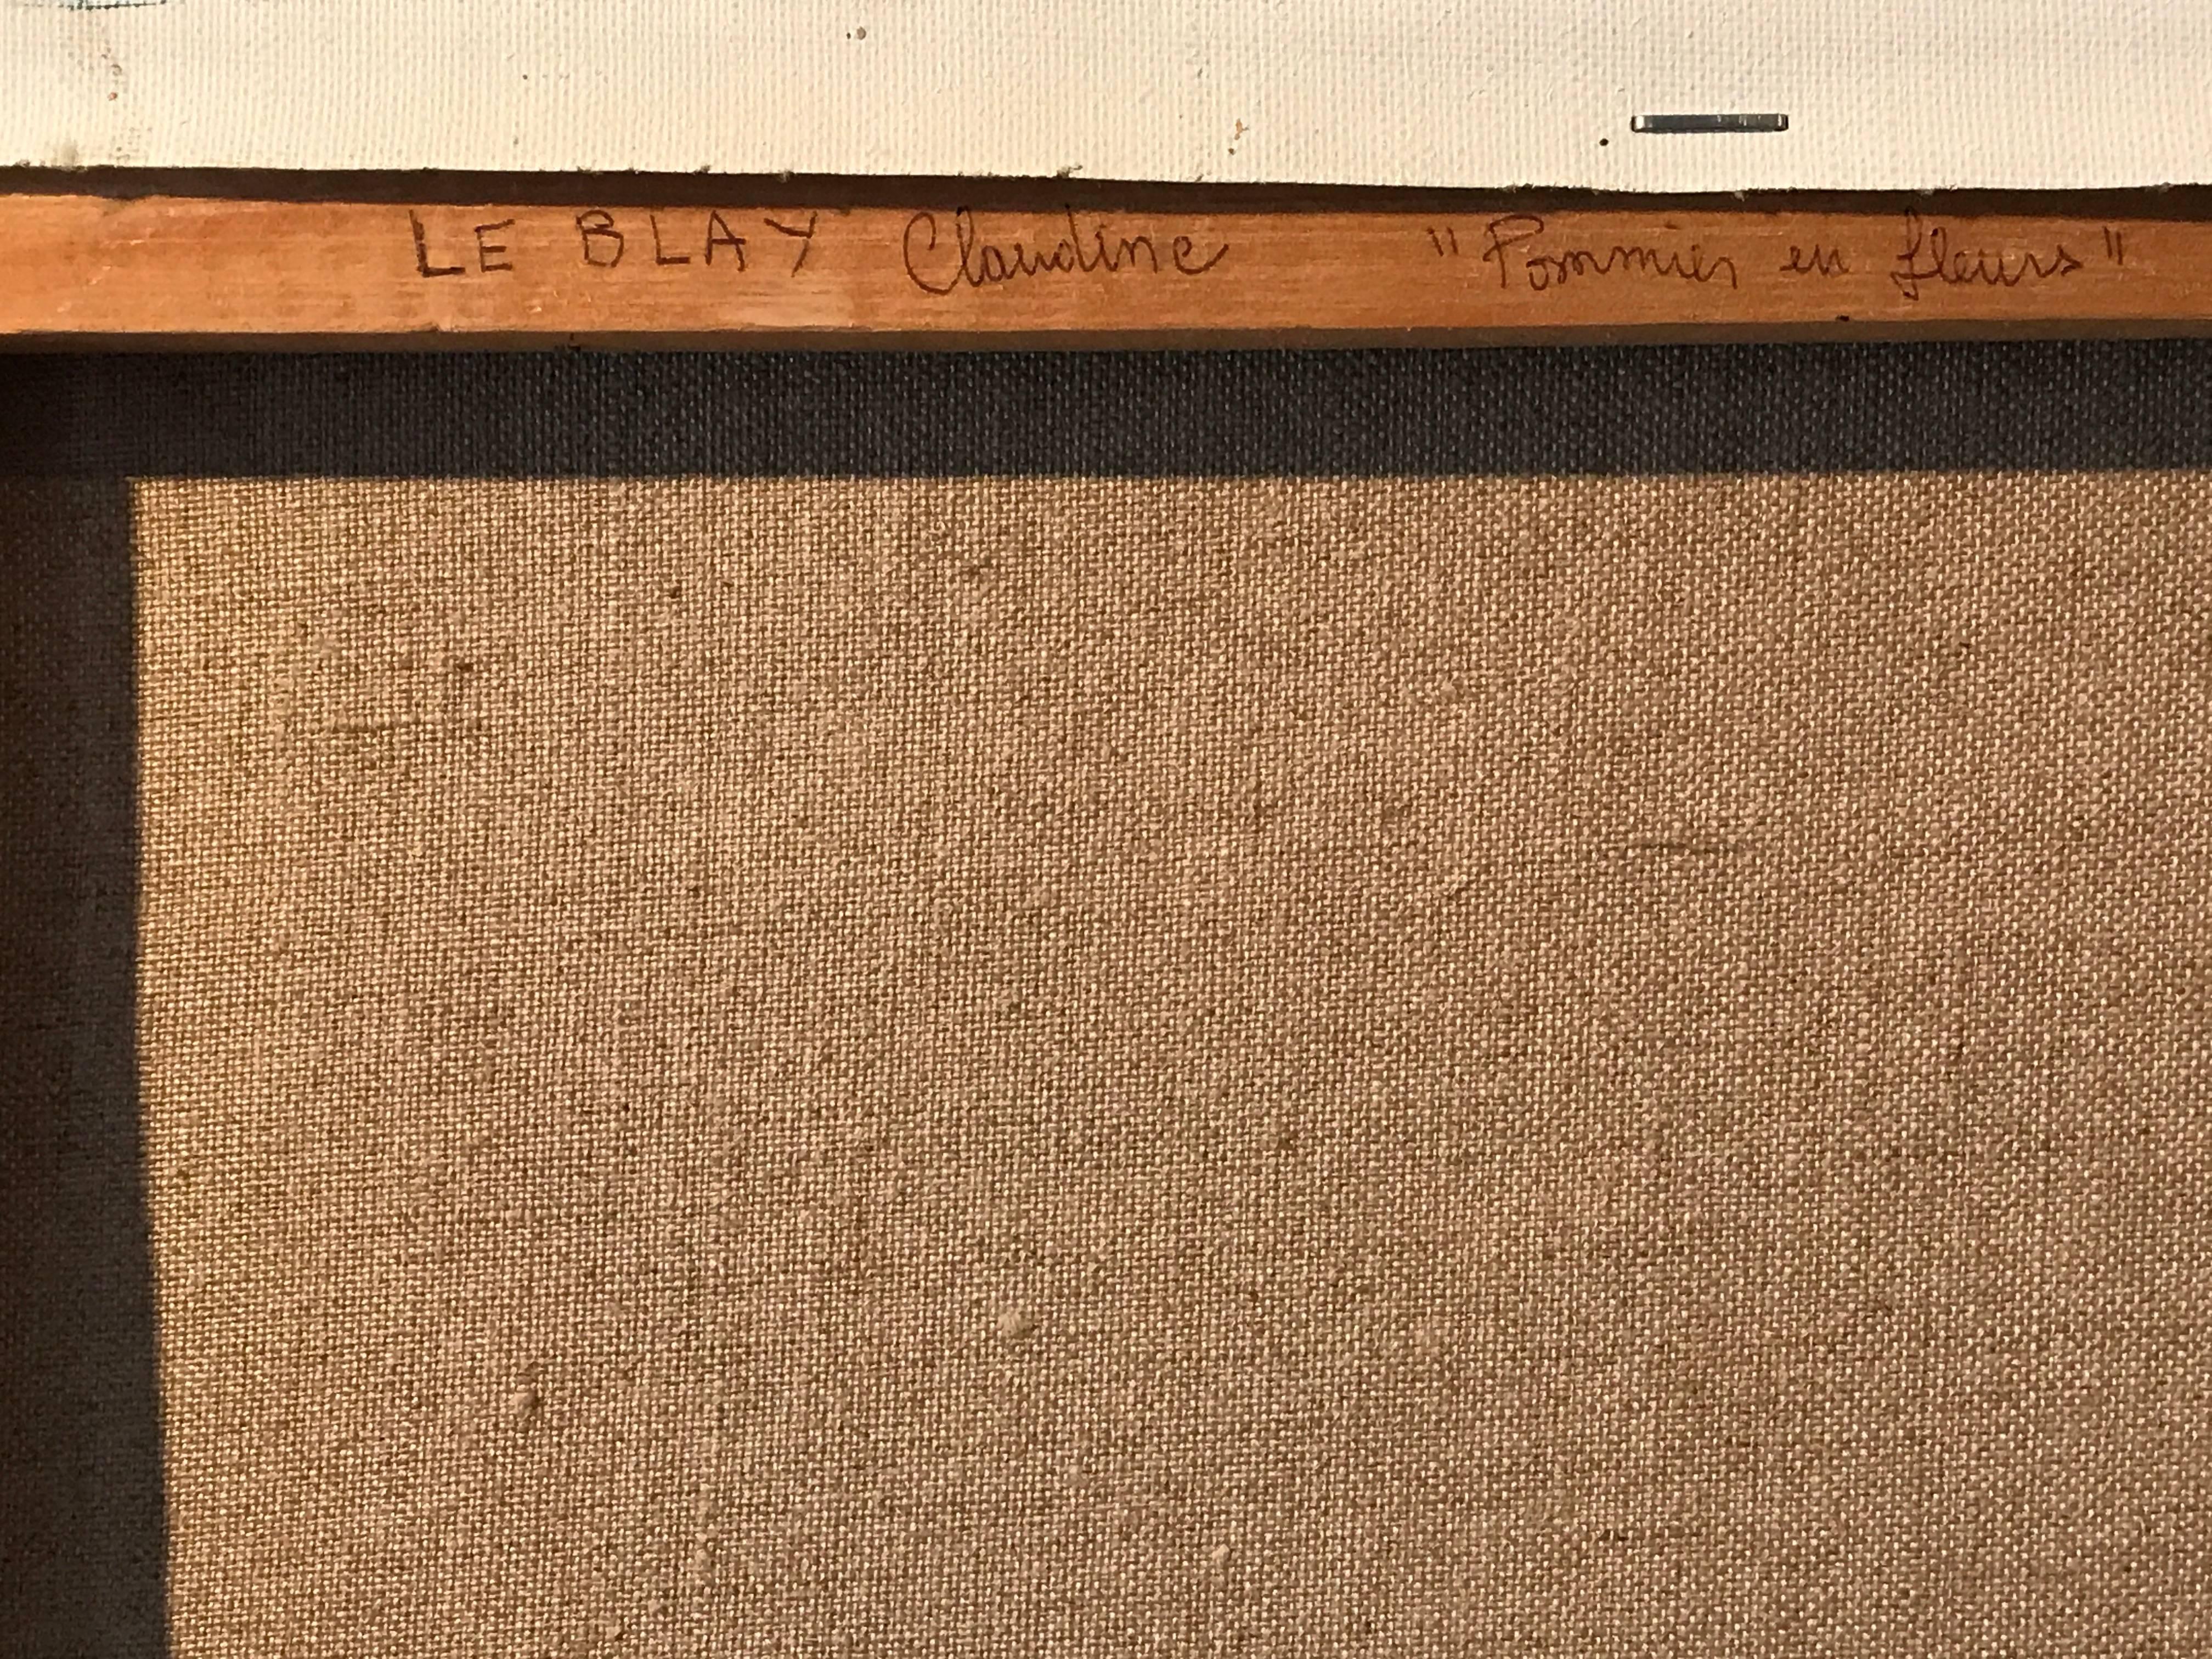 LE BLAY Claudine "Pommier en fleurs"